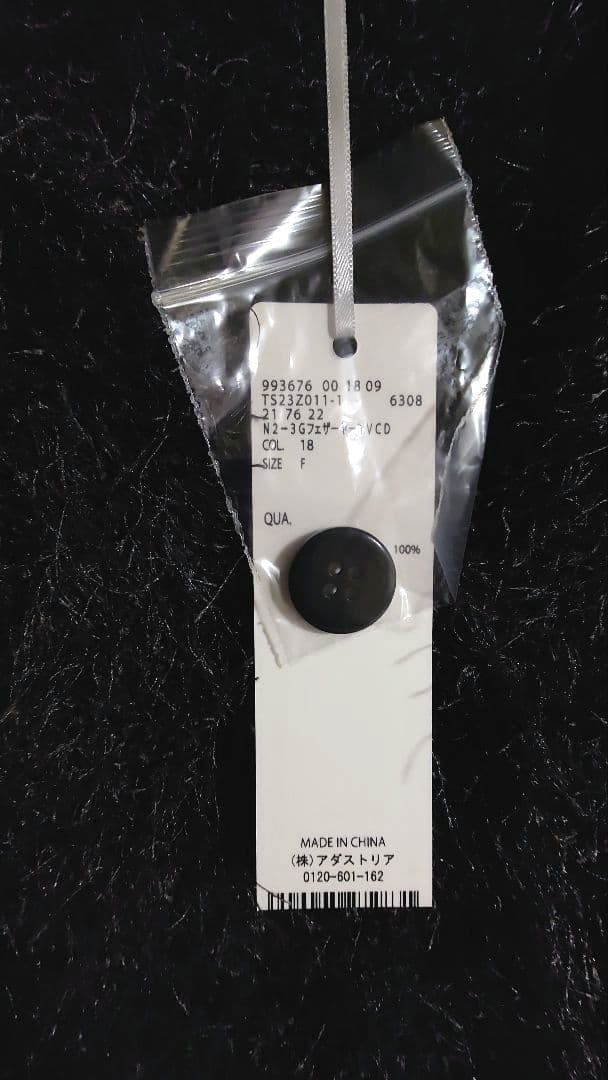 993676 00 18 09
TS23Z011-1 6308
21 76 22
N2-3Gフェザー VCD
COL. 18
SIZE F
QUA.
100%
MADE IN CHINA
(株)アダストリア
0120-601-162